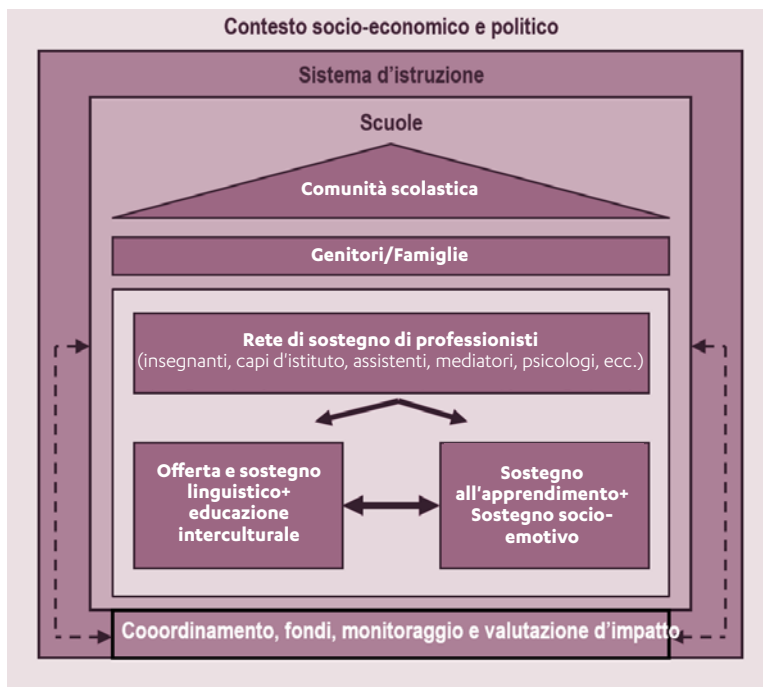 Contesto socio-economico e politico
Sistema d'istruzione
Scuole
Comunità scolastica
Genitori/Famiglie
Rete di sostegno di professionisti
(insegnanti, capi d'istituto, assistenti, mediatori, psicologi, ecc.)
Offerta e sostegno
linguistico+
educazione
interculturale
Sostegno
all'apprendimento+
Sostegno socio-
emotivo
Cooordinamento, fondi, monitoraggio e valutazione d'impatto